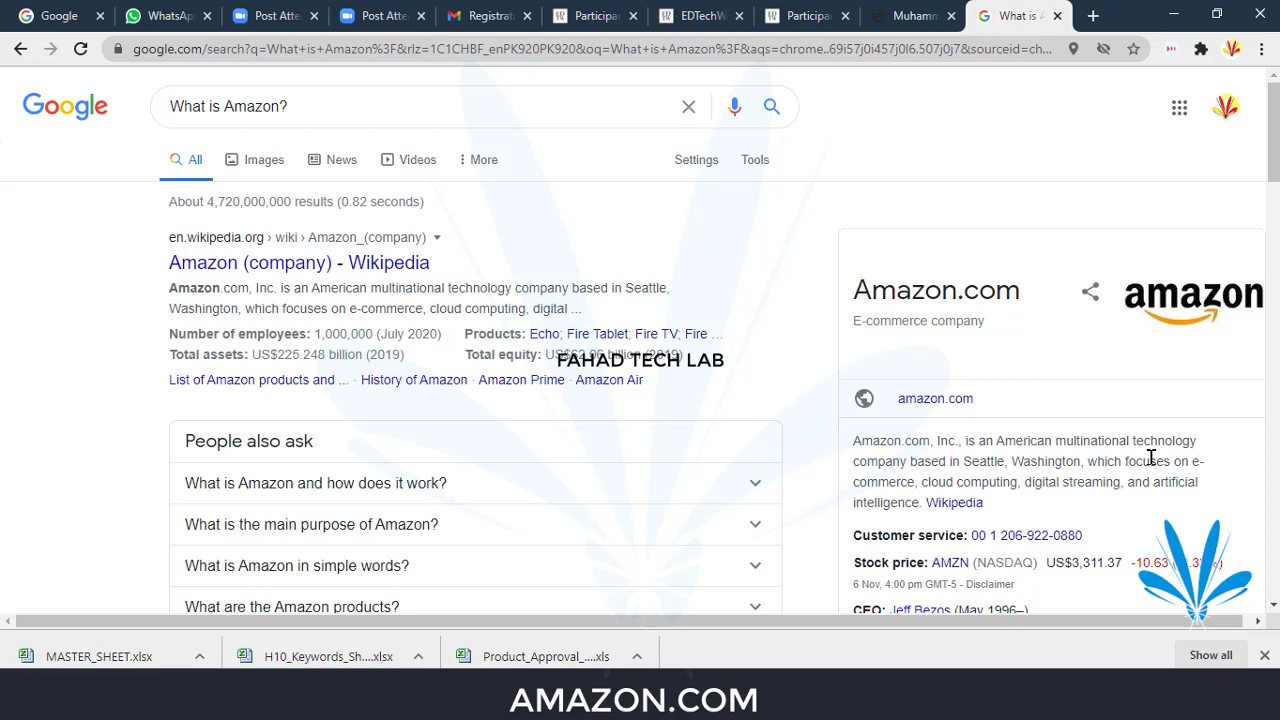 Google
WhatsApp
Post Atte
Post Atte
Registrat
Participar
EDTechW
Participa
Muhamm
What is A
google.com/search?q=What+is+Amazon%3F&rlz=1C1CHBF_enPK920PK920&oq=What+is+Amazon%3F&aqs=chrome..69i57j0i457j0l6.507j0j7&sourceid=ch...
Google
What is Amazon?
All
Images
News
Videos
More
Settings
Tools
About 4,720,000,000 results (0.82 seconds)
en.wikipedia.org › wiki › Amazon_(company)
Amazon (company) - Wikipedia
Amazon.com, Inc. is an American multinational technology company based in Seattle,
Washington, which focuses on e-commerce, cloud computing, digital ...
Number of employees: 1,000,000 (July 2020) Products: Echo; Fire Tablet; Fire TV; Fire ...
Total assets: US$225.248 billion (2019) Total equity: US$62.06 billion (2019)
FAHAD TECH LAB
List of Amazon products and ... · History of Amazon · Amazon Prime · Amazon Air
People also ask
What is Amazon and how does it work?
What is the main purpose of Amazon?
What is Amazon in simple words?
What are the Amazon products?
Amazon.com
E-commerce company
amazon
amazon.com
Amazon.com, Inc., is an American multinational technology
company based in Seattle, Washington, which focuses on e-
commerce, cloud computing, digital streaming, and artificial
intelligence. Wikipedia
Customer service: 00 1 206-922-0880
Stock price: AMZN (NASDAQ) US$3,311.37 -10.63
6 Nov, 4:00 pm GMT-5 - Disclaimer
CEO: Jeff Bezos (May 1996–)
MASTER_SHEET.xlsx
H10_Keywords_Sh....xlsx
Product_Approval_....xls
Show all
AMAZON.COM